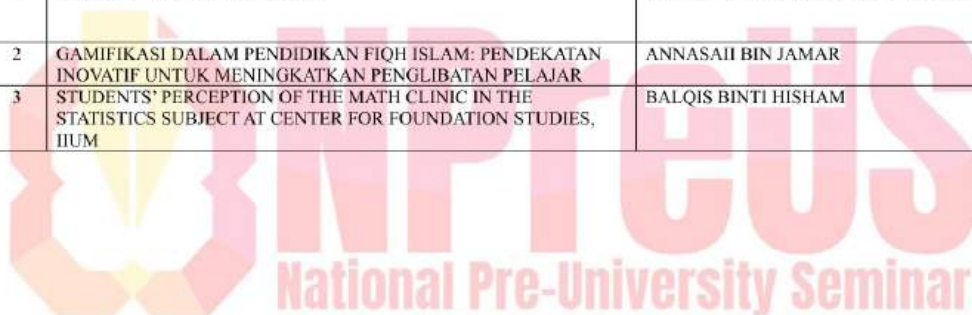 2 GAMIFIKASI DALAM PENDIDIKAN FIQH ISLAM: PENDEKATAN
INOVATIF UNTUK MENINGKATKAN PENGLIBATAN PELAJAR
ANNASAII BIN JAMAR
3 STUDENTS' PERCEPTION OF THE MATH CLINIC IN THE
STATISTICS SUBJECT AT CENTER FOR FOUNDATION STUDIES,
IIUM
BALQIS BINTI HISHAM
NPreUS
National Pre-University Seminar